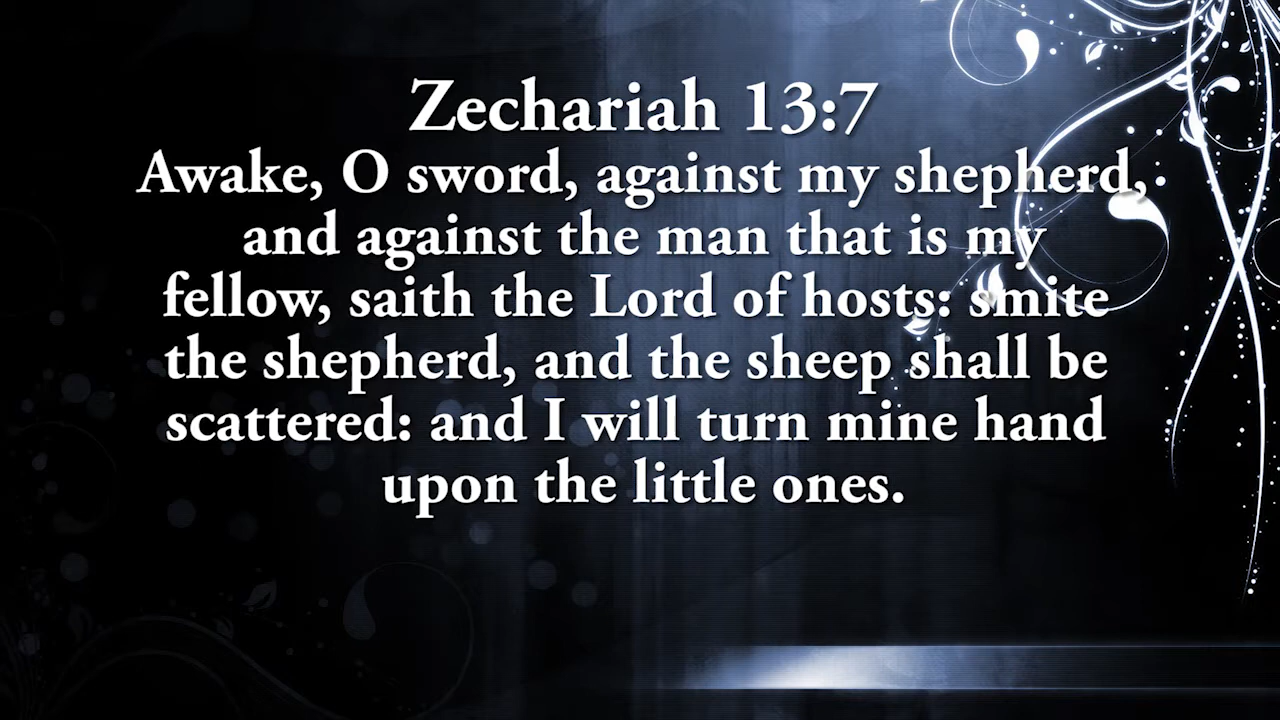 Zechariah 13:7
Awake, O sword, against my shepherd,
and against the man that is my
fellow, saith the Lord of hosts: smite
the shepherd, and the sheep shall be
scattered: and I will turn mine hand
upon the little ones.